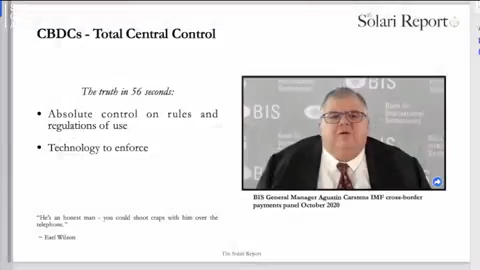 The Solari Report
CBDCs - Total Central Control
The truth in 56 seconds:
• Absolute control on rules and
regulations of use
• Technology to enforce
BIS
BIS
BIS General Manager Agustin Carstens IMF cross-border
payments panel October 2020
"He's an honest man - you could shoot craps with him over the
telephone."
~ Earl Wilson
The Solari Report